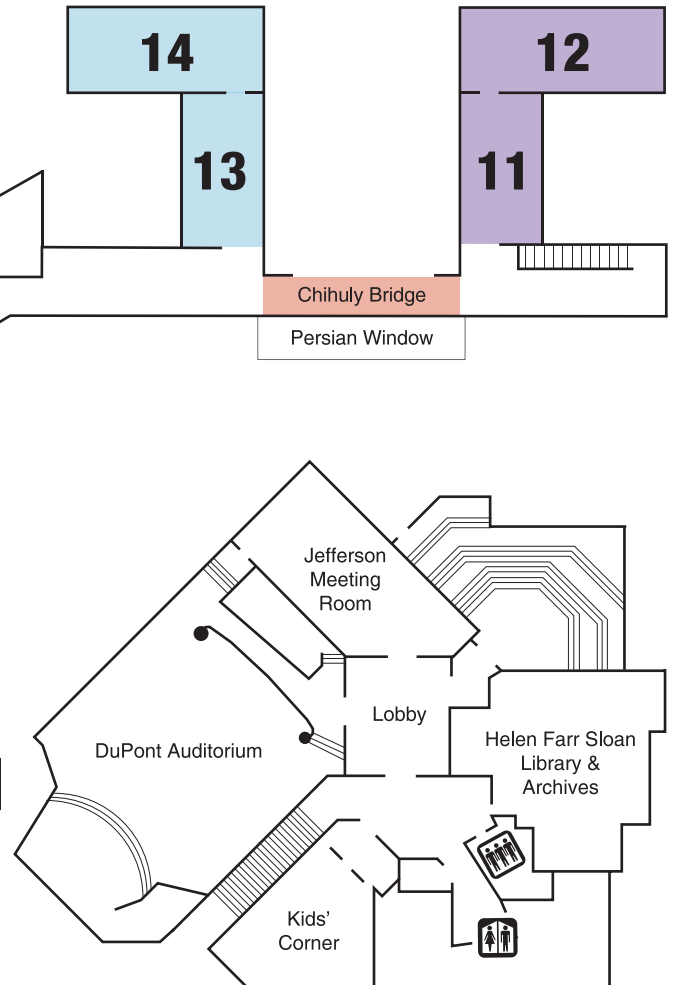 14
12
13
11
Chihuly Bridge
Persian Window
Jefferson
Meeting
Room
Lobby
DuPont Auditorium
Helen Farr Sloan
Library &
Archives
Kids'
Corner